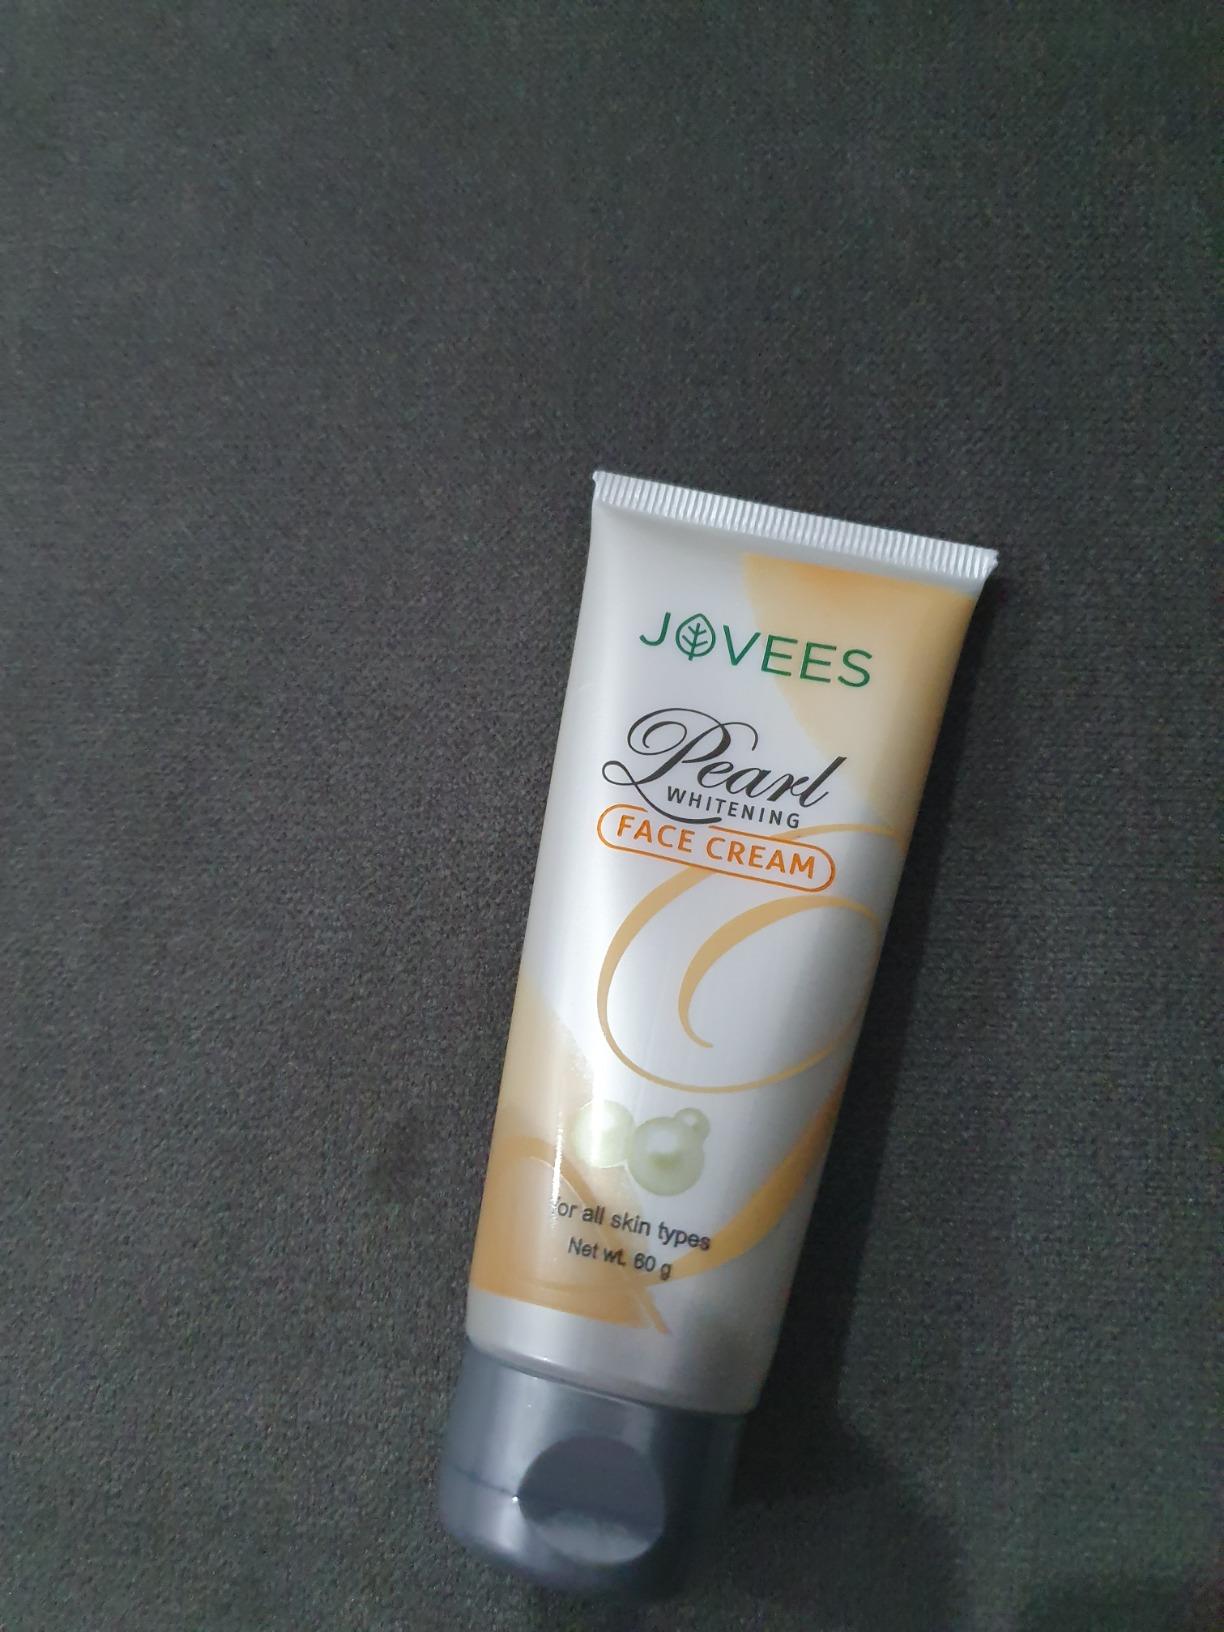 JOVEES
Pearl
WHITENING
FACE CREAM
for all skin types
Net wt. 60 g